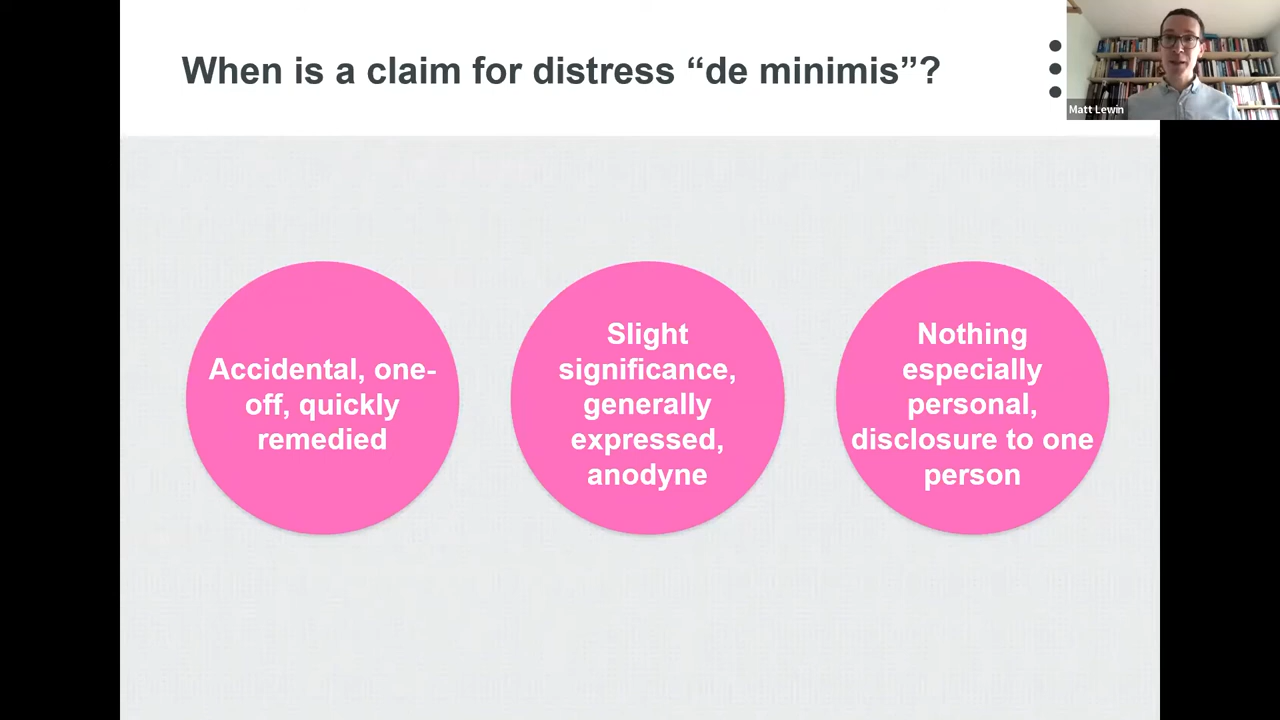 When is a claim for distress “de minimis”?
Matt Lewin
Accidental, one-
off, quickly
remedied
Slight
significance,
generally
expressed,
anodyne
Nothing
especially
personal,
disclosure to one
person